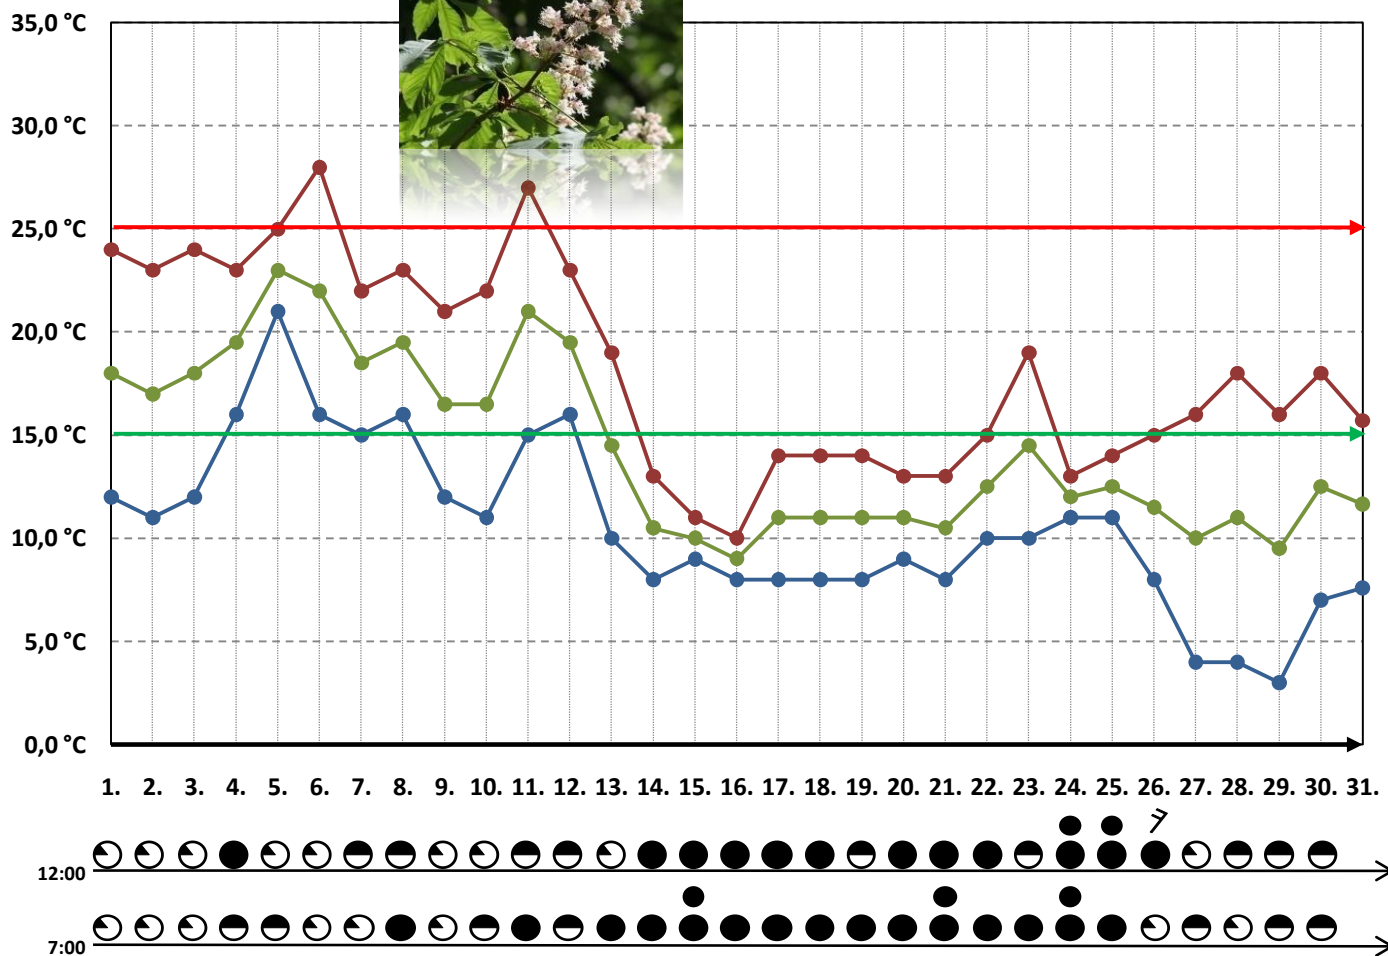 35,0 °C
30,0 °C
25,0 °C
20,0 °C
15,0 °C
10,0 °C
5,0 °C
0,0 °C
1. 2. 3. 4. 5. 6. 7. 8. 9. 10. 11. 12. 13. 14. 15. 16. 17. 18. 19. 20. 21. 22. 23. 24. 25. 26. 27. 28. 29. 30. 31.
12:00
7:00